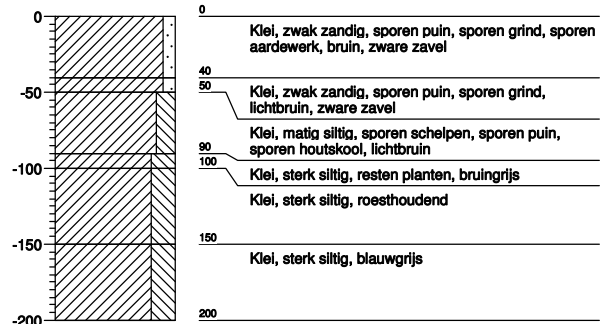 0
0
Klei, zwak zandig, sporen puin, sporen grind, sporen
aardewerk, bruin, zware zavel
40
50
-50
Klei, zwak zandig, sporen puin, sporen grind,
lichtbruin, zware zavel
Klei, matig siltig, sporen schelpen, sporen puin,
sporen houtskool, lichtbruin
90
100
-100
Klei, sterk siltig, resten planten, bruingrijs
Klei, sterk siltig, roesthoudend
150
-150
Klei, sterk siltig, blauwgrijs
200
-200